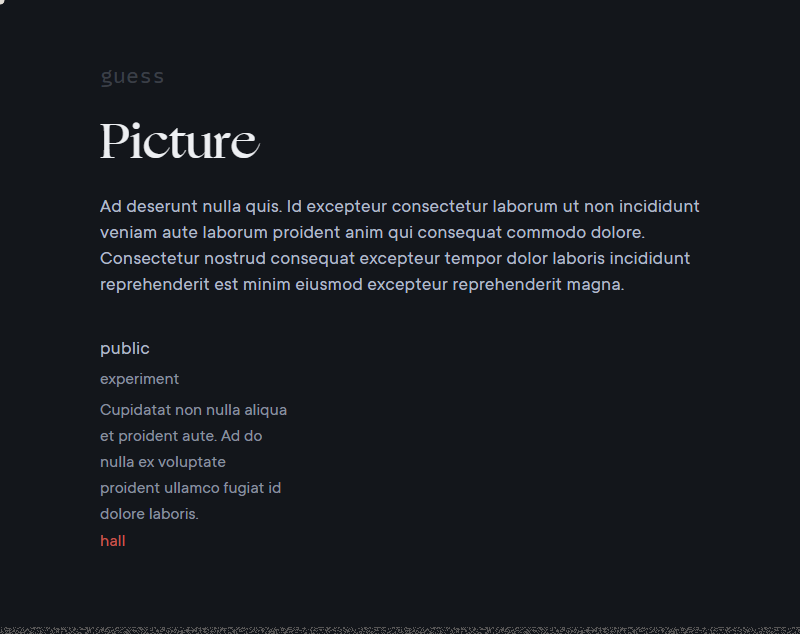 guess
Picture
Ad deserunt nulla quis. Id excepteur consectetur laborum ut non incididunt
veniam aute laborum proident anim qui consequat commodo dolore.
Consectetur nostrud consequat excepteur tempor dolor laboris incididunt
reprehenderit est minim eiusmod excepteur reprehenderit magna.
public
experiment
Cupidatat non nulla aliqua
et proident aute. Ad do
nulla ex voluptate
proident ullamco fugiat id
dolore laboris.
hall